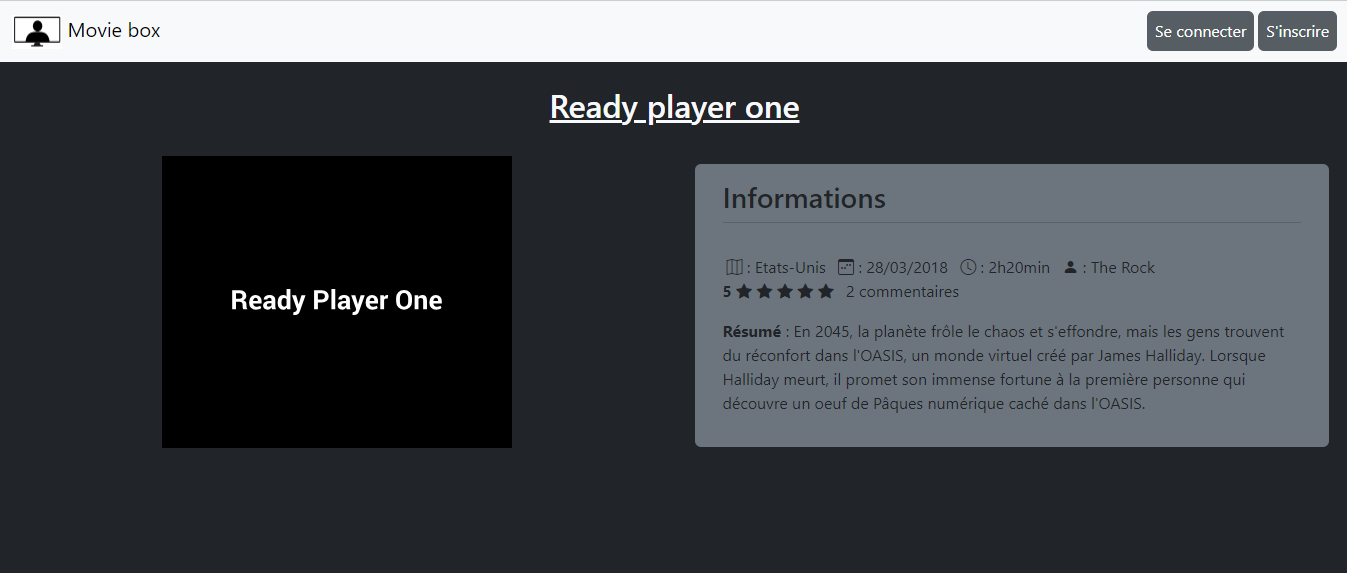 Movie box
Se connecter
S'inscrire
Ready player one
Ready Player One
Informations
: Etats-Unis : 28/03/2018 : 2h20min : The Rock
5 2 commentaires
Résumé : En 2045, la planète frôle le chaos et s'effondre, mais les gens trouvent
du réconfort dans l'OASIS, un monde virtuel créé par James Halliday. Lorsque
Halliday meurt, il promet son immense fortune à la première personne qui
découvre un oeuf de Pâques numérique caché dans l'OASIS.